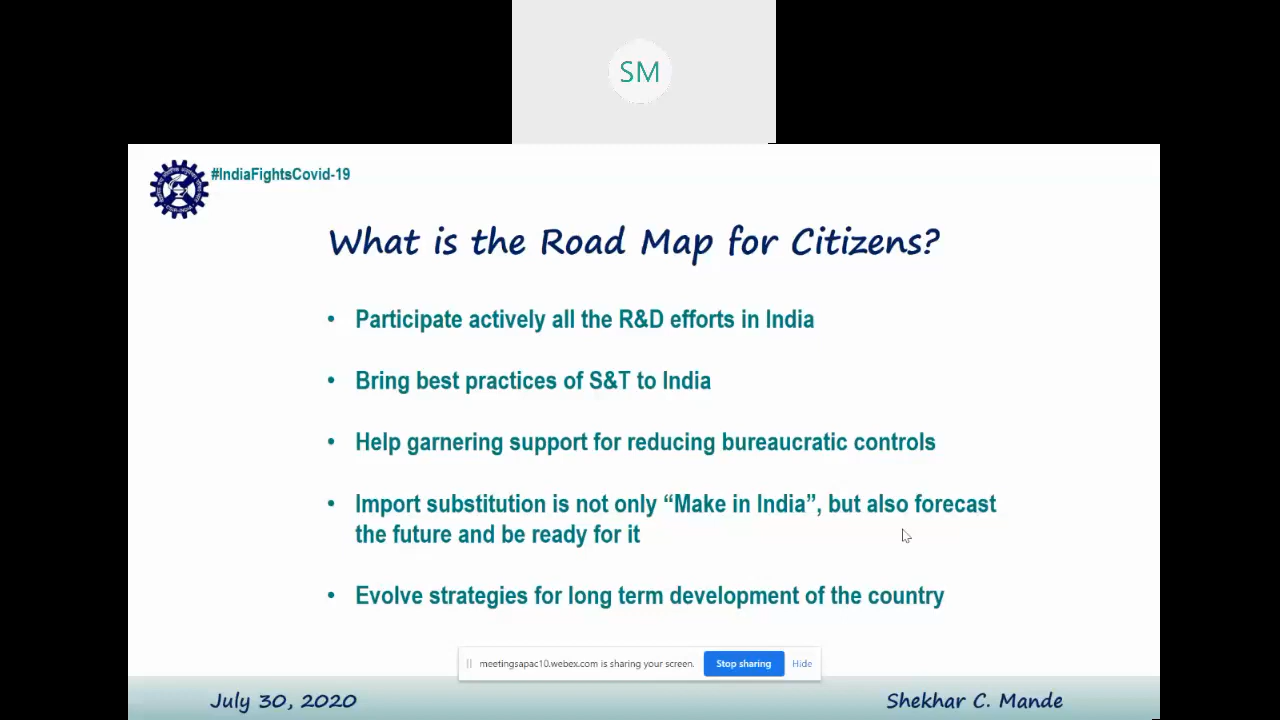 SM
#IndiaFightsCovid-19
What is the Road Map for Citizens?
• Participate actively all the R&D efforts in India
• Bring best practices of S&T to India
• Help garnering support for reducing bureaucratic controls
• Import substitution is not only “Make in India”, but also forecast
the future and be ready for it
• Evolve strategies for long term development of the country
meetingsapac10.webex.com is sharing your screen.
Stop sharing
Hide
July 30, 2020
Shekhar C. Mande